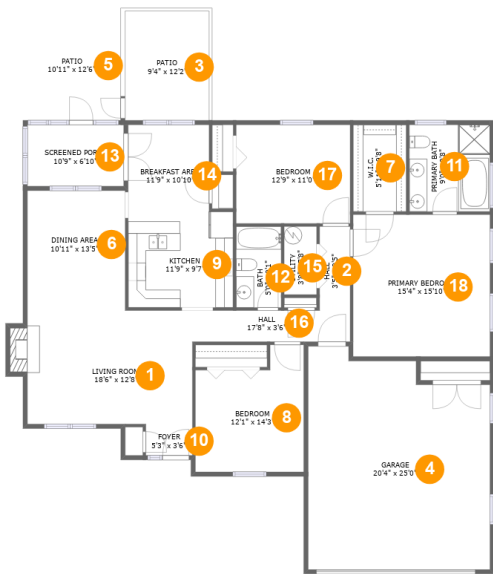 PATIO
10'11" x 12'6"
5
PATIO
9'4" x 12'2"
3
SCREENED POR
10'9" x 6'10"
13
BREAKFAST AREA
11'9" x 10'10"
14
BEDROOM
12'9" x 11'0"
17
W.I.C.
7
PRIMARY BATH
11
DINING AREA
10'11" x 13'5"
6
KITCHEN
11'9" x 9'7"
9
BATH
12
15
HALL
2
PRIMARY BEDRO
15'4" x 15'10"
18
HALL
17'8" x 3'6"
16
LIVING ROOM
18'6" x 12'8"
1
BEDROOM
12'1" x 14'3"
8
FOYER
5'3" x 3'6"
10
GARAGE
20'4" x 25'0"
4